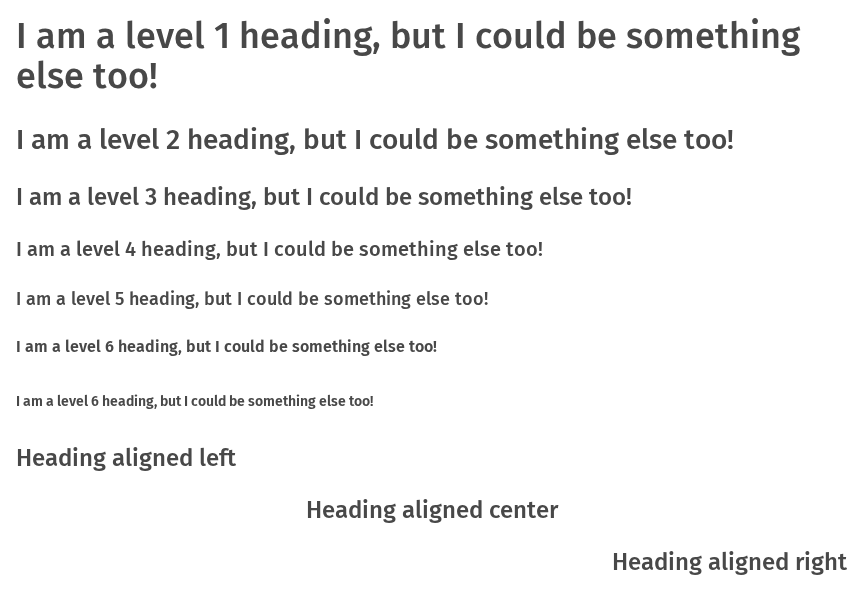 I am a level 1 heading, but I could be something
else too!
I am a level 2 heading, but I could be something else too!
I am a level 3 heading, but I could be something else too!
I am a level 4 heading, but I could be something else too!
I am a level 5 heading, but I could be something else too!
I am a level 6 heading, but I could be something else too!
I am a level 6 heading, but I could be something else too!
Heading aligned left
Heading aligned center
Heading aligned right